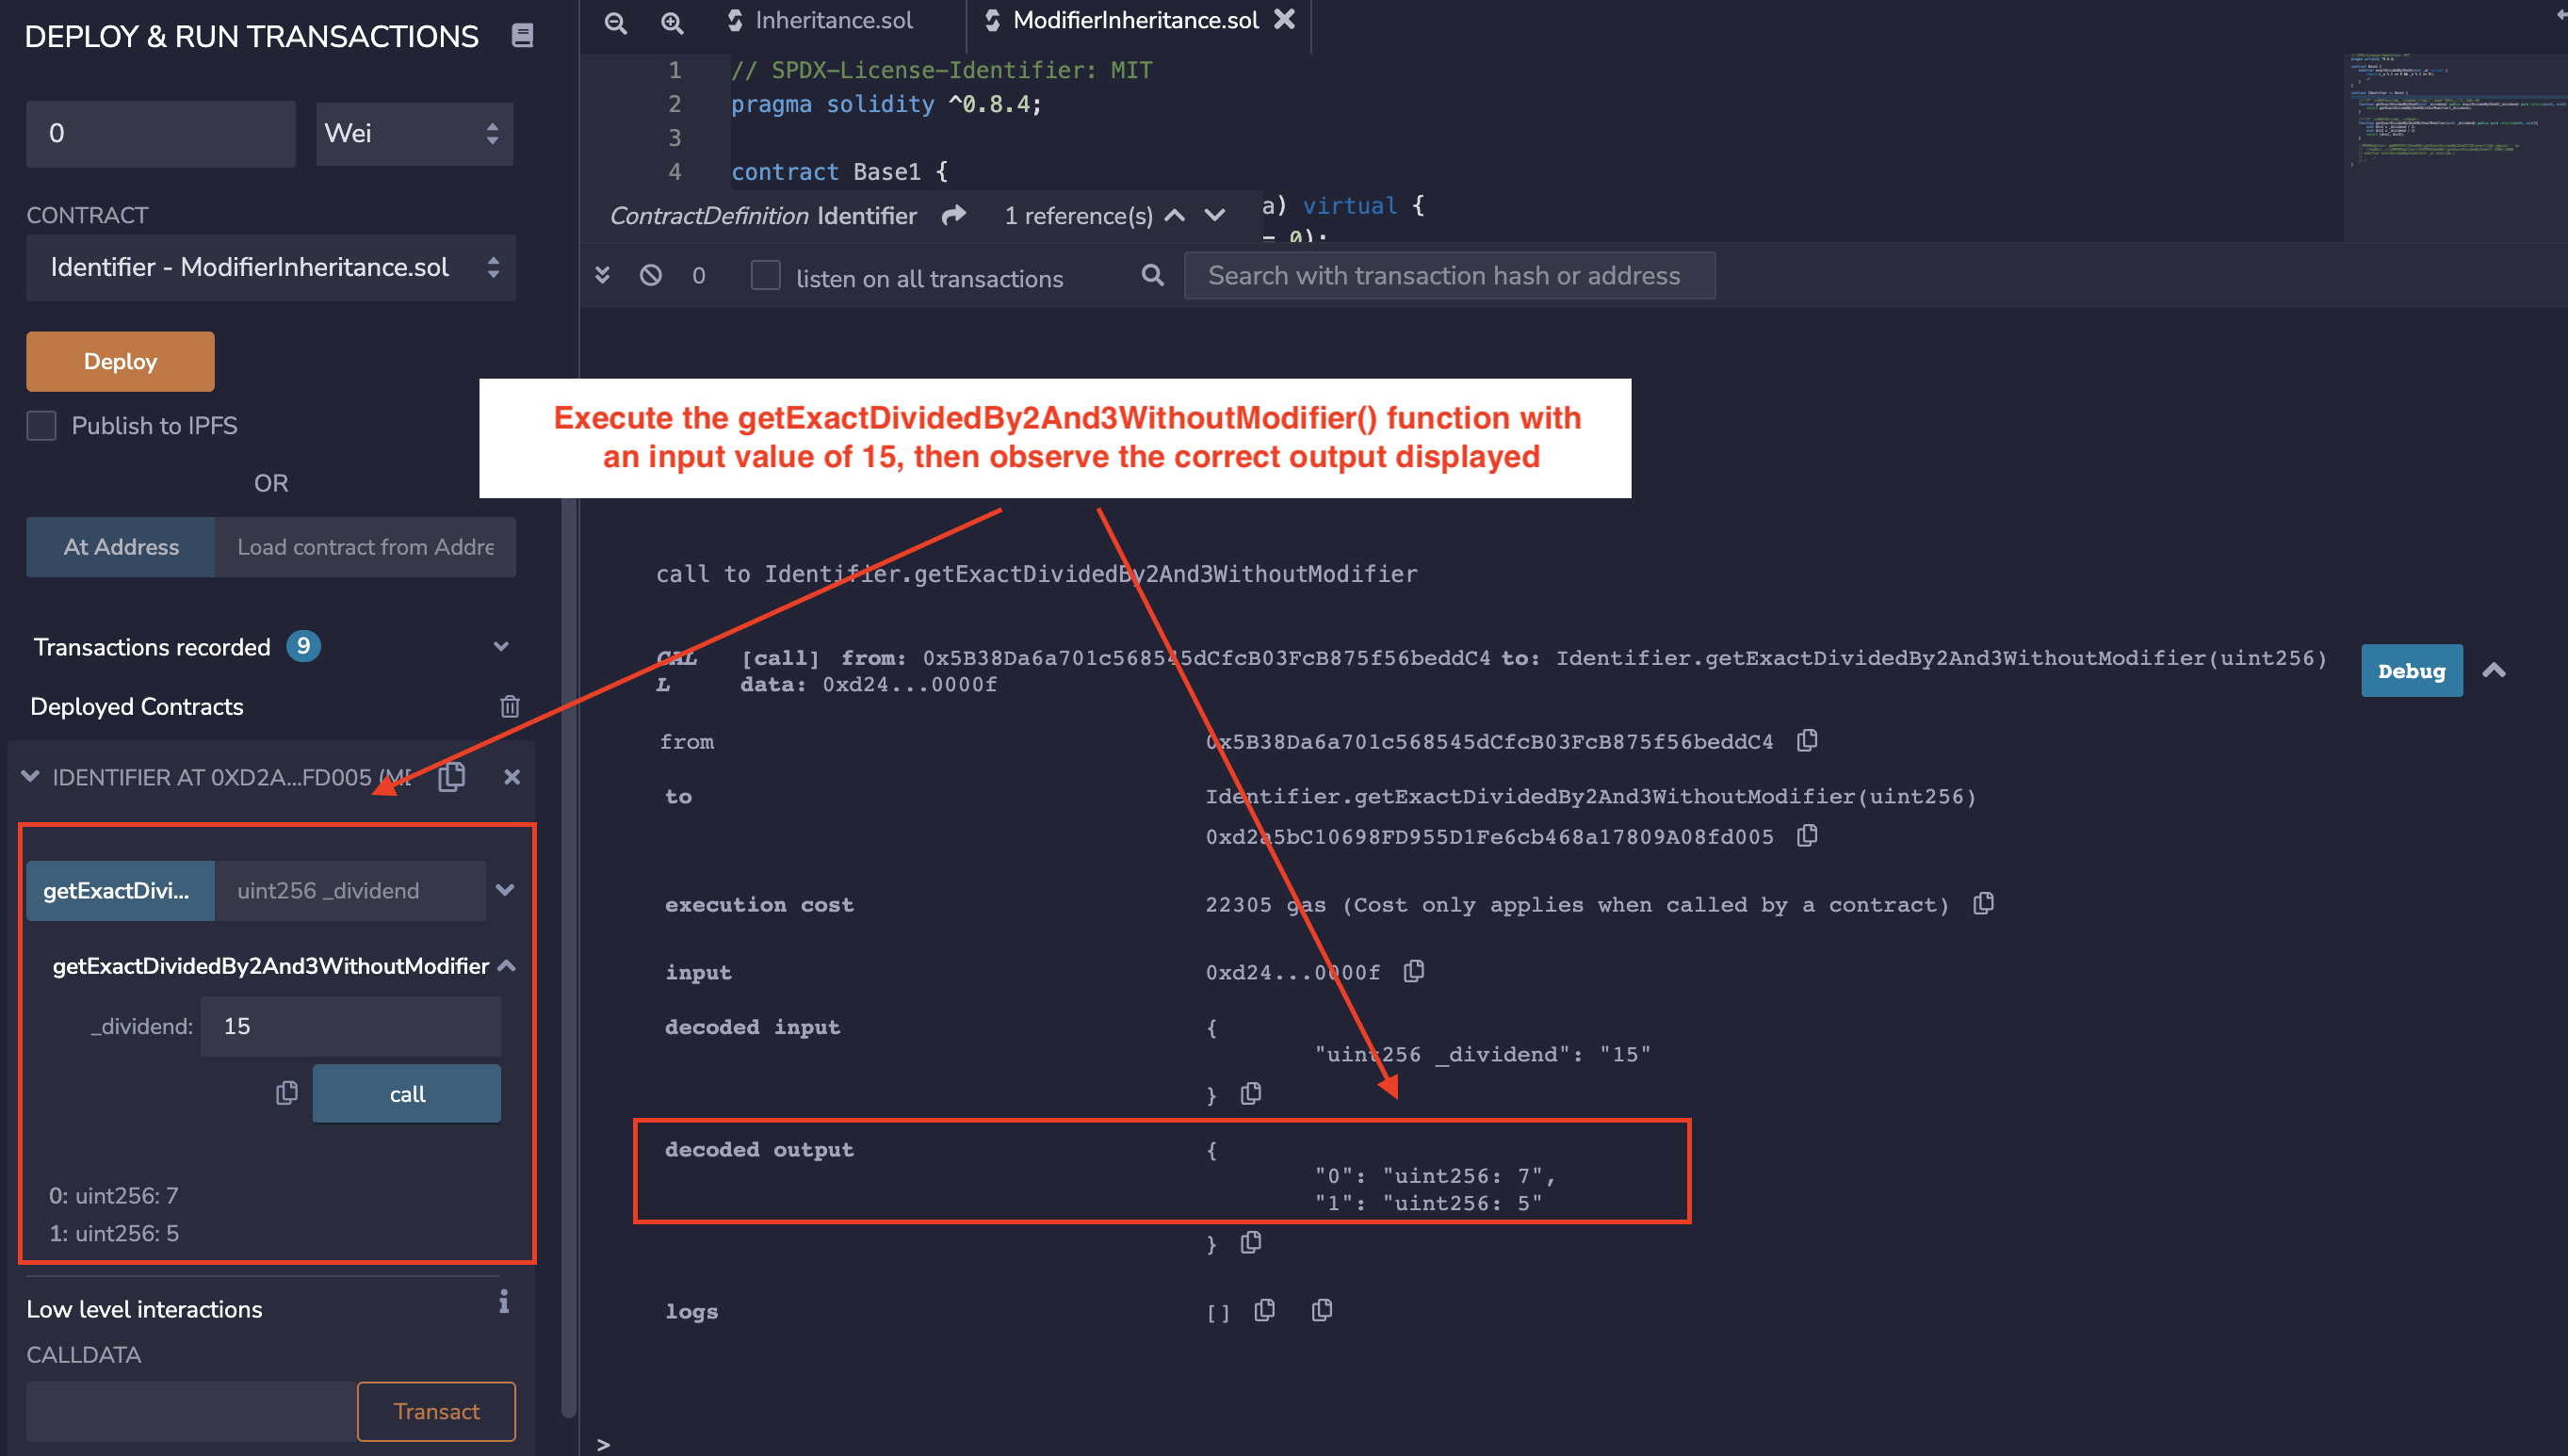 DEPLOY & RUN TRANSACTIONS
0
Wei
CONTRACT
Identifier - ModifierInheritance.sol
Deploy
Publish to IPFS
OR
At Address
Load contract from Addre
Transactions recorded 9
Deployed Contracts
IDENTIFIER AT 0XD2A...FD005 (ME
getExactDivi...
uint256 _dividend
getExactDividedBy2And3WithoutModifier
_dividend:
15
call
0: uint256: 7
1: uint256: 5
Low level interactions
i
CALLDATA
Transact
Inheritance.sol
ModifierInheritance.sol
1 // SPDX-License-Identifier: MIT
2 pragma solidity ^0.8.4;
3
4 contract Base1 {
ContractDefinition Identifier
1 reference(s)
a) virtual {
= 0);
0
listen on all transactions
Search with transaction hash or address
Execute the getExactDividedBy2And3WithoutModifier() function with
an input value of 15, then observe the correct output displayed
call to Identifier.getExactDividedBy2And3WithoutModifier
CAL
L
[call] from: 0x5B38Da6a701c568545dCfcB03FcB875f56beddC4 to: Identifier.getExactDividedBy2And3WithoutModifier(uint256)
data: 0xd24...0000f
Debug
from
0x5B38Da6a701c568545dCfcB03FcB875f56beddC4
to
Identifier.getExactDividedBy2And3WithoutModifier(uint256)
0xd2a5bC10698FD955D1Fe6cb468a17809A08fd005
execution cost
22305 gas (Cost only applies when called by a contract)
input
0xd24...0000f
decoded input
{
"uint256 _dividend": "15"
}
decoded output
{
"0": "uint256: 7",
"1": "uint256: 5"
}
logs
[]
>